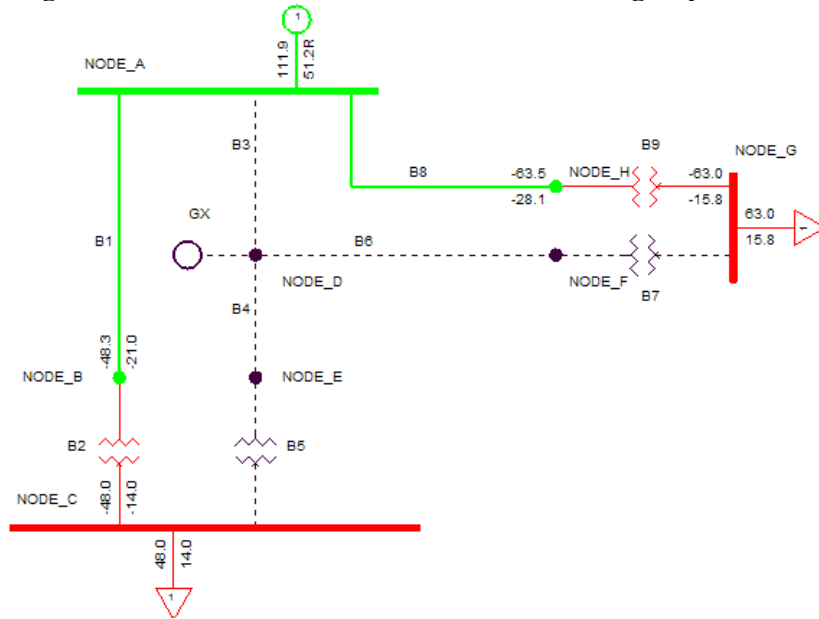 1
111.9
51.2R
NODE_A
B3
B9
NODE_G
B8
-63.5
NODE_H
-63.0
-28.1
-15.8
63.0
15.8
1
GX
B1
B6
NODE_D
NODE_F
B7
B4
-48.3
-21.0
NODE_B
NODE_E
B2
B5
NODE_C
-48.0
-14.0
48.0
14.0
1